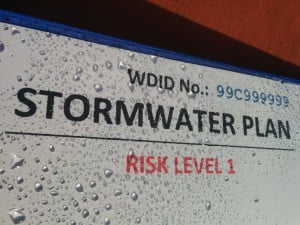 WDID No.: 99C999999
STORMWATER PLAN
RISK LEVEL 1